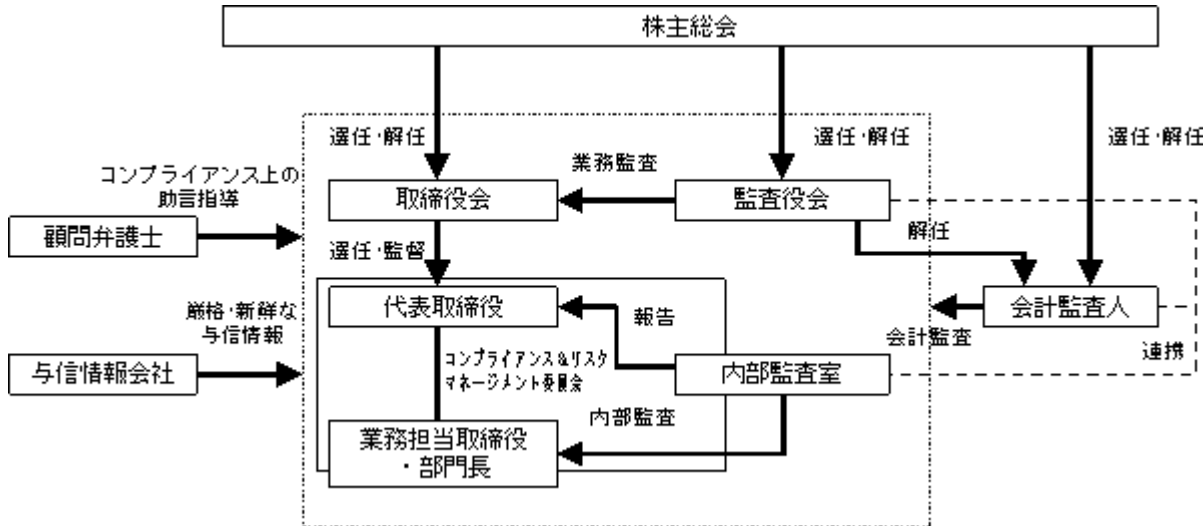 株主総会
選任・解任
選任・解任
選任・解任
コンプライアンス上の
助言指導
業務監査
取締役会
監査役会
顧問弁護士
選任・監督
解任
代表取締役
会計監査人
厳格・新鮮な
与信情報
報告
会計監査
連携
コンプライアンス&リスク
マネージメント委員会
与信情報会社
内部監査室
内部監査
業務担当取締役
・部門長